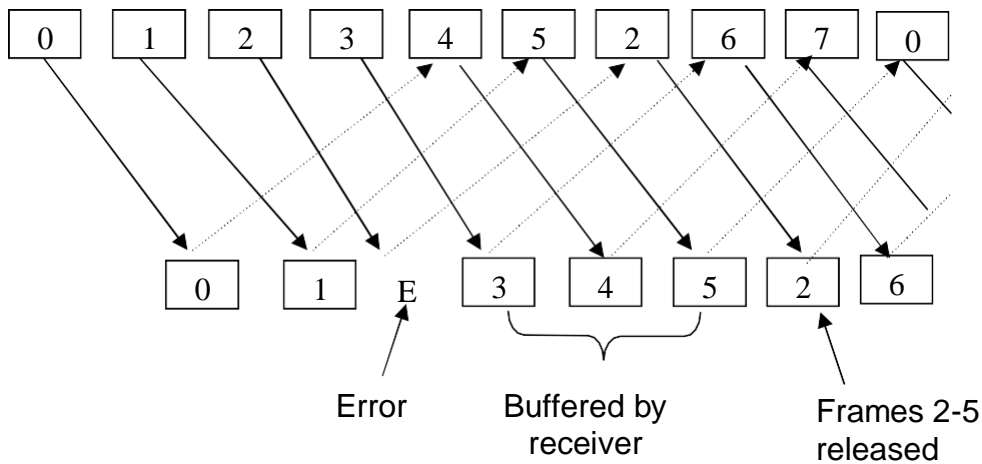 0 1 2 3 4 5 2 6 7 0
0 1 E 3 4 5 2 6
Error
Buffered by
receiver
Frames 2-5
released